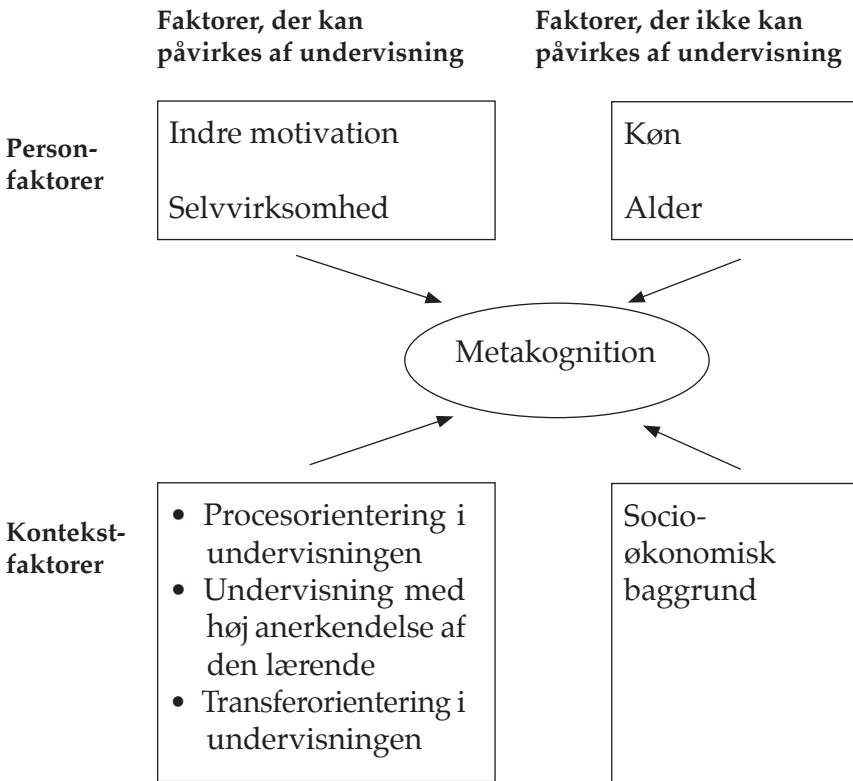 Faktorer, der kan
påvirkes af undervisning
Faktorer, der ikke kan
påvirkes af undervisning
Person-
faktorer
Indre motivation
Selvvirksomhed
Køn
Alder
Metakognition
Kontekst-
faktorer
• Procesorientering i
undervisningen
• Undervisning med
høj anerkendelse af
den lærende
• Transferorientering i
undervisningen
Socio-
økonomisk
baggrund